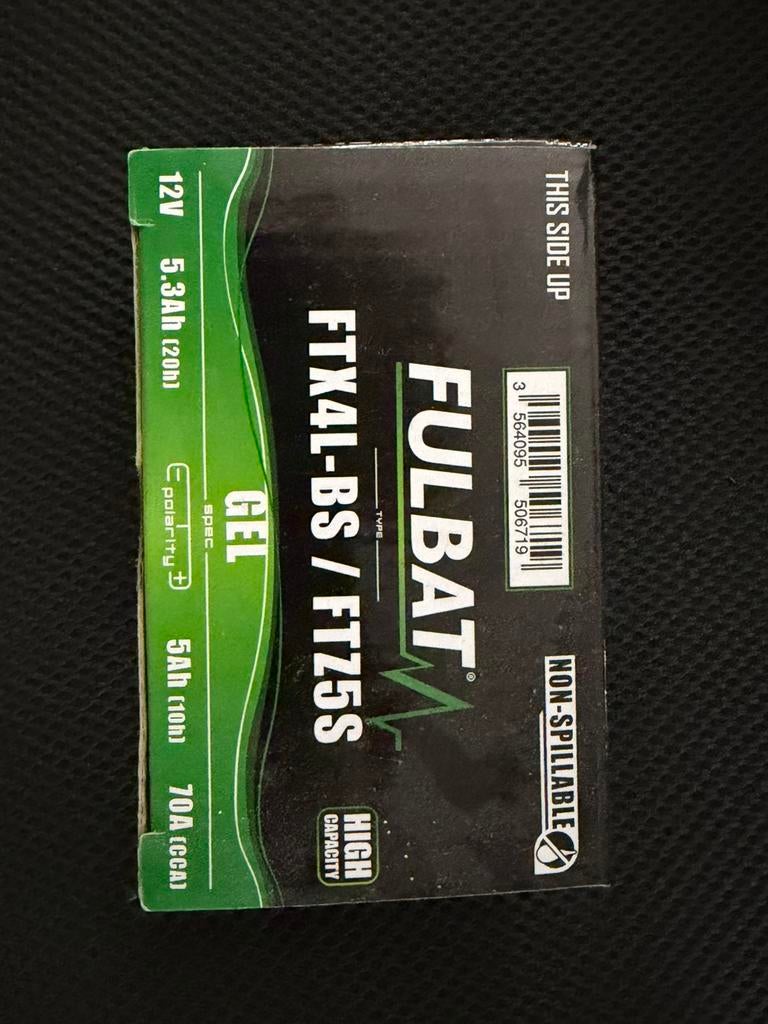 THIS SIDE UP
3 564095 506719
NON-SPILLABLE
FULBAT®
TYPE
FTX4L-BS / FTZ5S
HIGH
CAPACITY
GEL
spec
12V 5.3Ah (20h) - polarity + 5Ah (10h) 70A (CCA)